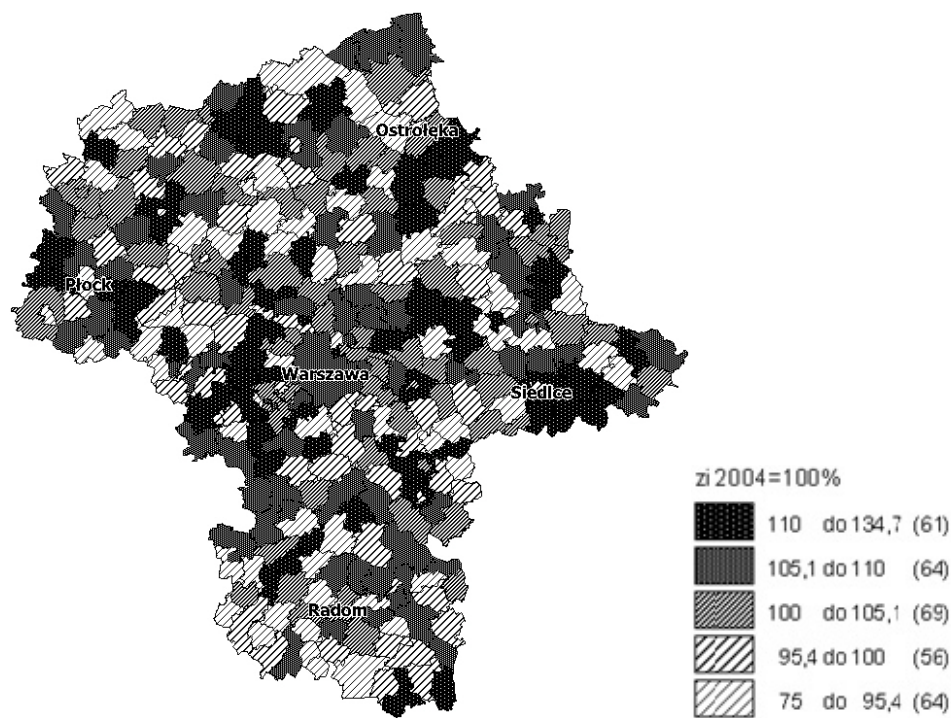 Ostrołęka
Płock
Warszawa
Siedlce
Radom
zi 2004=100%
110 do 134,7 (61)
105,1 do 110 (64)
100 do 105,1 (69)
95,4 do 100 (56)
75 do 95,4 (64)